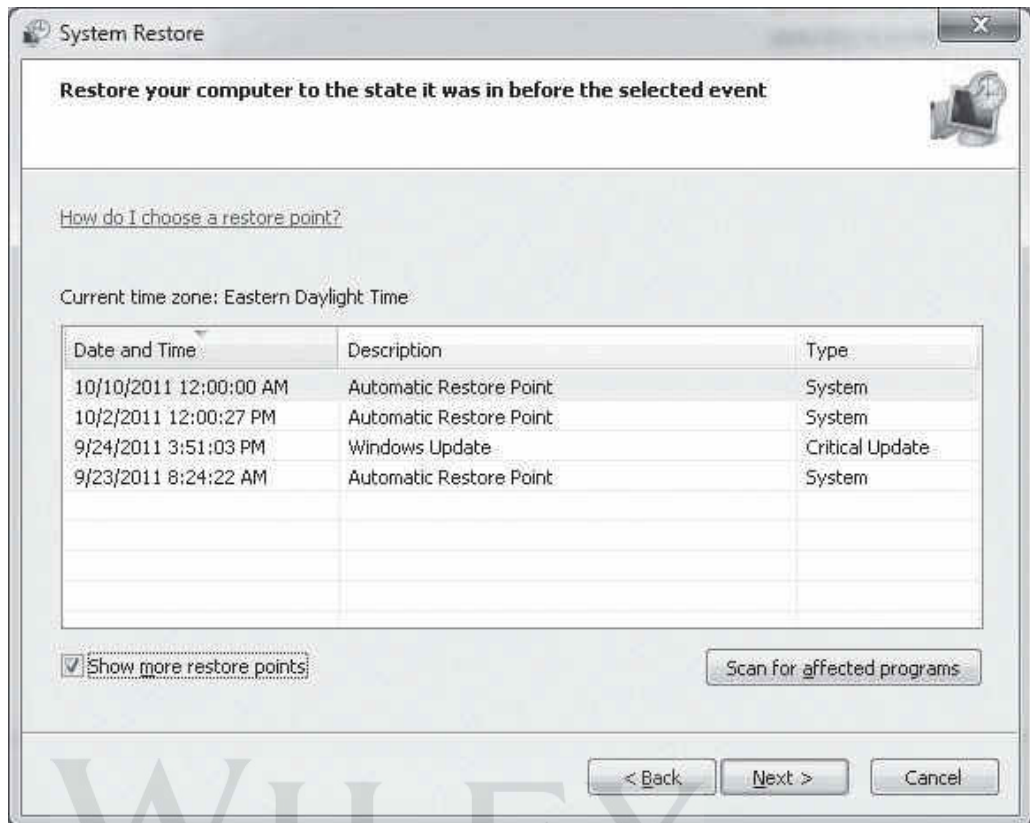 System Restore
Restore your computer to the state it was in before the selected event
How do I choose a restore point?
Current time zone: Eastern Daylight Time
Date and Time Description Type
10/10/2011 12:00:00 AM Automatic Restore Point System
10/2/2011 12:00:27 PM Automatic Restore Point System
9/24/2011 3:51:03 PM Windows Update Critical Update
9/23/2011 8:24:22 AM Automatic Restore Point System
Show more restore points Scan for affected programs
< Back Next > Cancel
WILEY